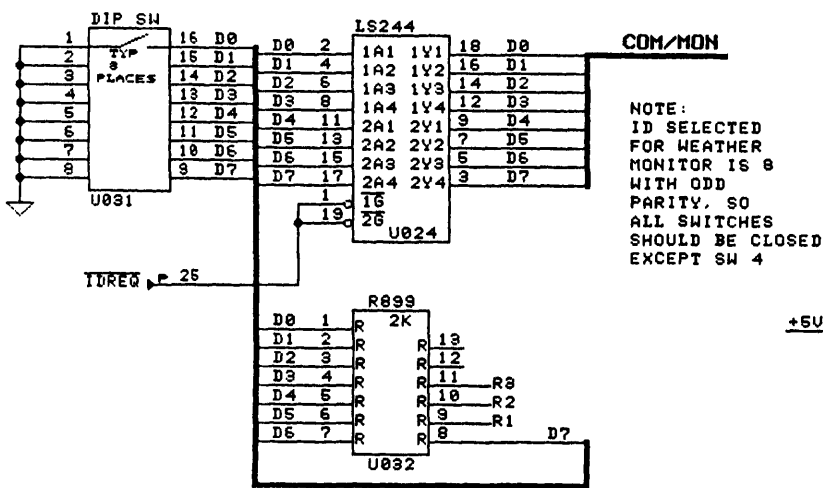 DIP SW
1 16 D0
2 15 D1
3 14 D2
4 13 D3
5 12 D4
6 11 D5
7 10 D6
8 9 D7
TYP
8
PLACES
U031
LS244
D0 2 1A1 1Y1 18 D0
D1 4 1A2 1Y2 16 D1
D2 6 1A3 1Y3 14 D2
D3 8 1A4 1Y4 12 D3
D4 11 2A1 2Y1 9 D4
D5 13 2A2 2Y2 7 D5
D6 15 2A3 2Y3 5 D6
D7 17 2A4 2Y4 3 D7
1 1G
19 2G
U024
COM/MON
NOTE:
ID SELECTED
FOR WEATHER
MONITOR IS 8
WITH ODD
PARITY, SO
ALL SWITCHES
SHOULD BE CLOSED
EXCEPT SW 4
IDREQ P 25
+5V
R899
2K
D0 1 R
D1 2 R R 13
D2 3 R R 12
D3 4 R R 11 R3
D4 5 R R 10 R2
D5 6 R R 9 R1
D6 7 R R 8 D7
U032